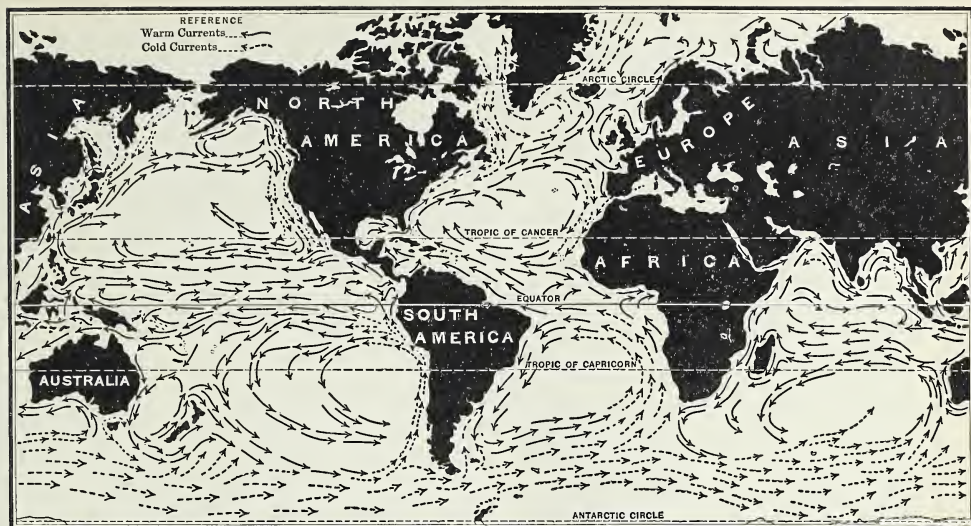 REFERENCE
Warm Currents
Cold Currents
ARCTIC CIRCLE
NORTH
AMERICA
EUROPE
ASIA
ASIA
TROPIC OF CANCER
AFRICA
EQUATOR
SOUTH
AMERICA
TROPIC OF CAPRICORN
AUSTRALIA
ANTARCTIC CIRCLE